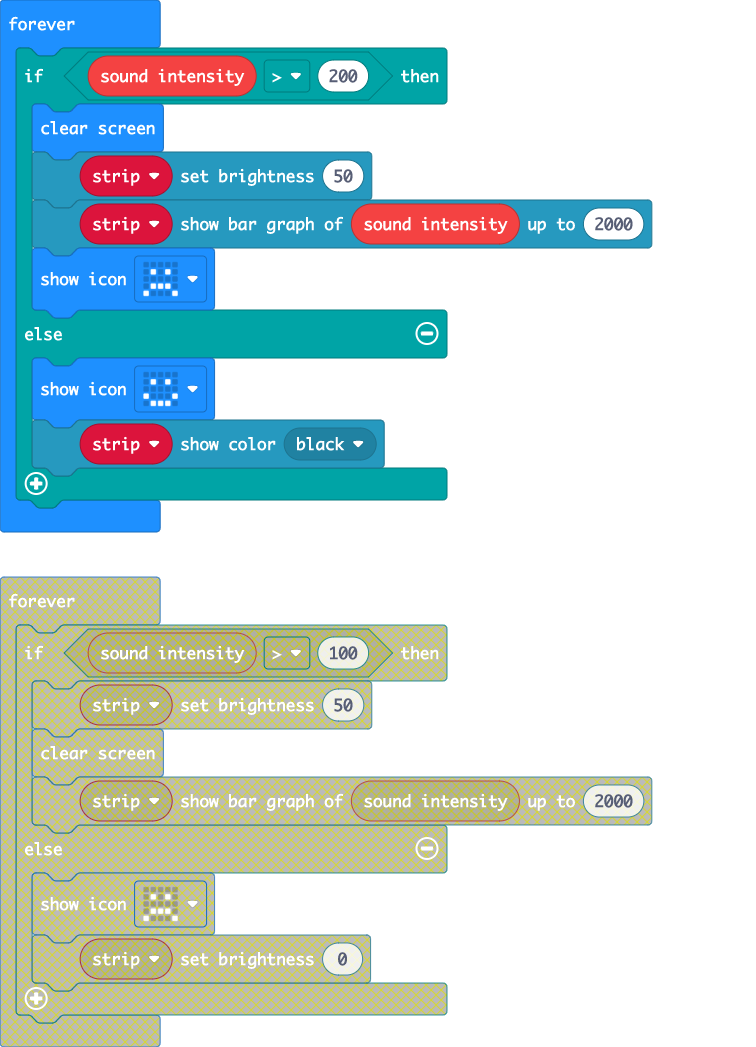 forever
if sound intensity > 200 then
clear screen
strip set brightness 50
strip show bar graph of sound intensity up to 2000
show icon
else
show icon
strip show color black
forever
if sound intensity > 100 then
strip set brightness 50
clear screen
strip show bar graph of sound intensity up to 2000
else
show icon
strip set brightness 0